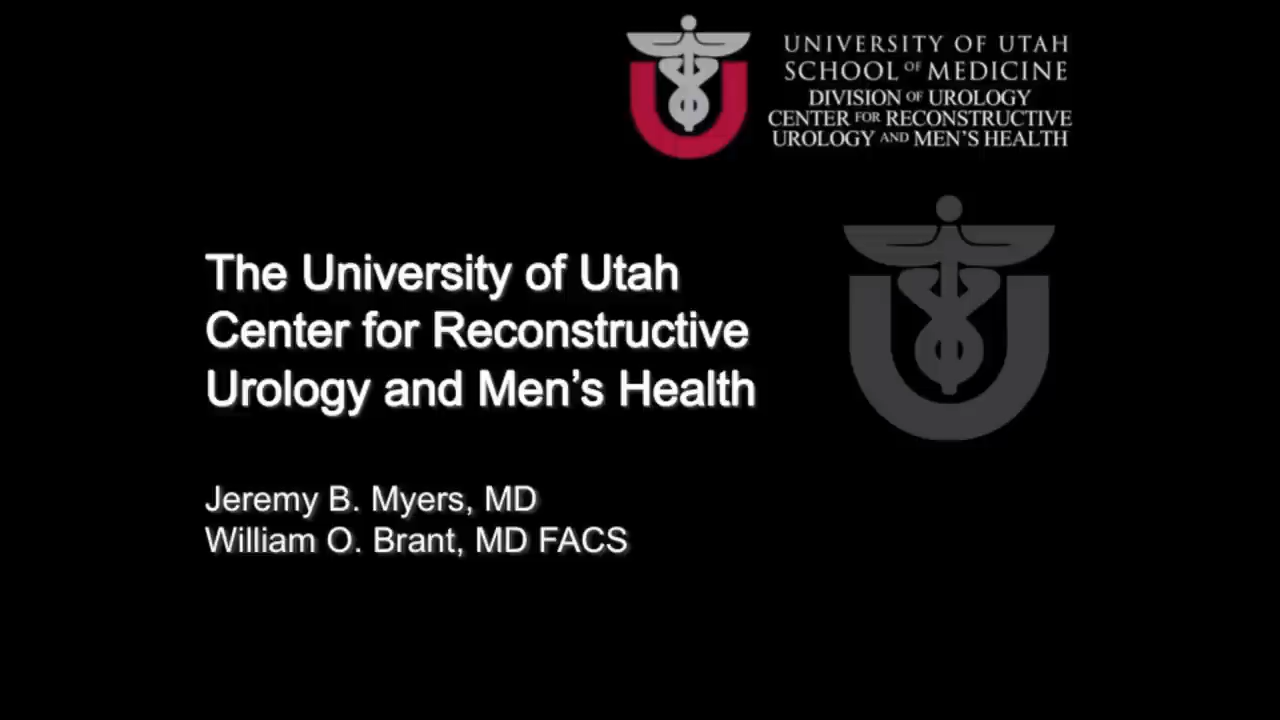 UNIVERSITY OF UTAH
SCHOOL OF MEDICINE
DIVISION OF UROLOGY
CENTER FOR RECONSTRUCTIVE
UROLOGY AND MEN'S HEALTH
The University of Utah
Center for Reconstructive
Urology and Men’s Health
Jeremy B. Myers, MD
William O. Brant, MD FACS